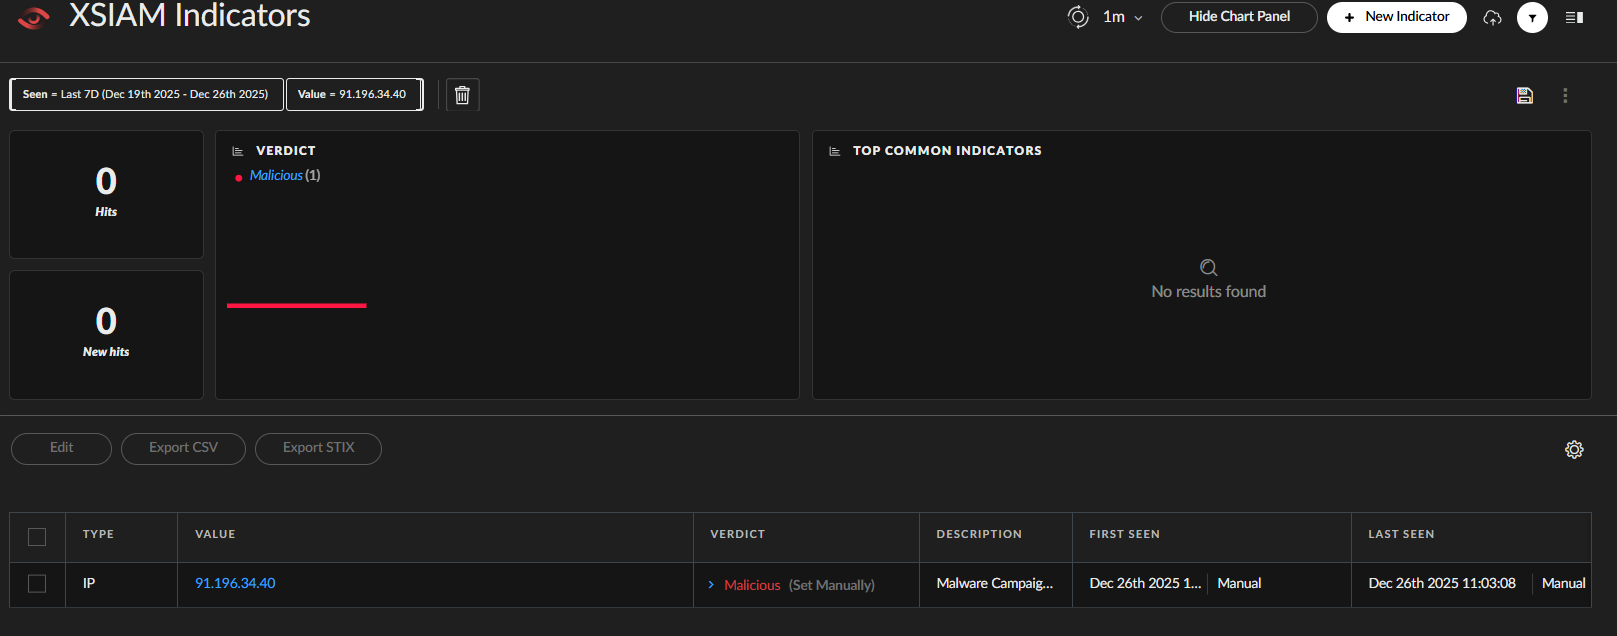 XSIAM Indicators
1m
Hide Chart Panel
+ New Indicator
Seen = Last 7D (Dec 19th 2025 - Dec 26th 2025)
Value = 91.196.34.40
0
Hits
VERDICT
Malicious (1)
TOP COMMON INDICATORS
No results found
0
New hits
Edit
Export CSV
Export STIX
TYPE VALUE VERDICT DESCRIPTION FIRST SEEN LAST SEEN
IP 91.196.34.40 Malicious (Set Manually) Malware Campaig... Dec 26th 2025 1... Manual Dec 26th 2025 11:03:08 Manual